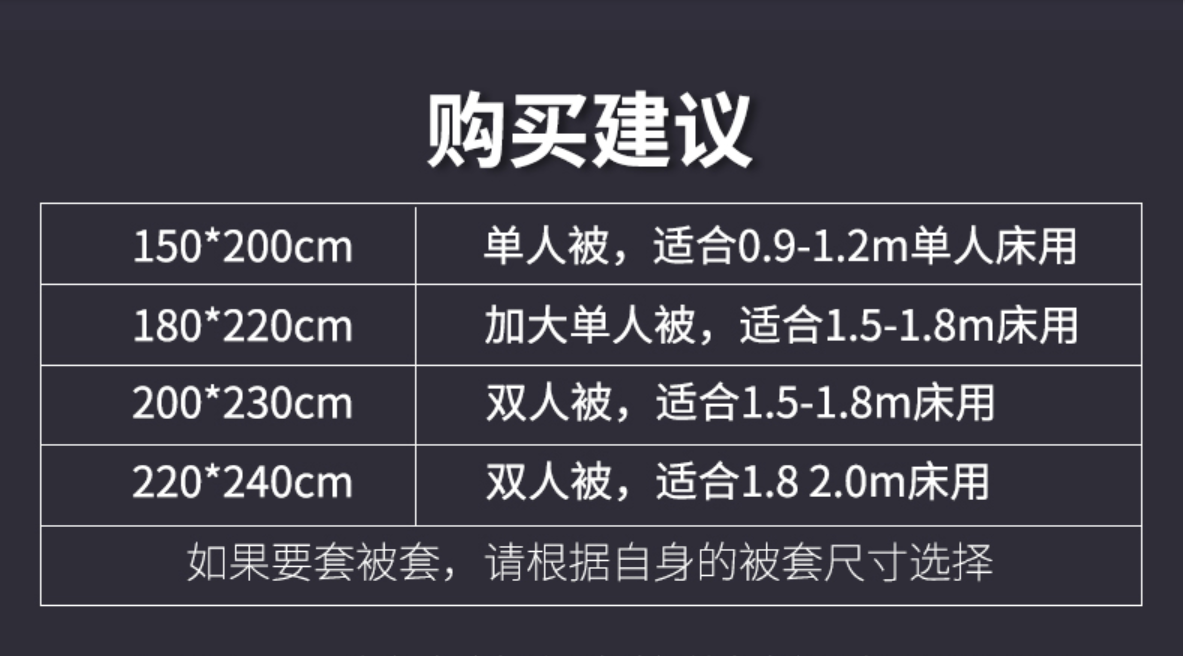 购买建议
150*200cm 单人被，适合0.9-1.2m单人床用
180*220cm 加大单人被，适合1.5-1.8m床用
200*230cm 双人被，适合1.5-1.8m床用
220*240cm 双人被，适合1.8 2.0m床用
如果要套被套，请根据自身的被套尺寸选择